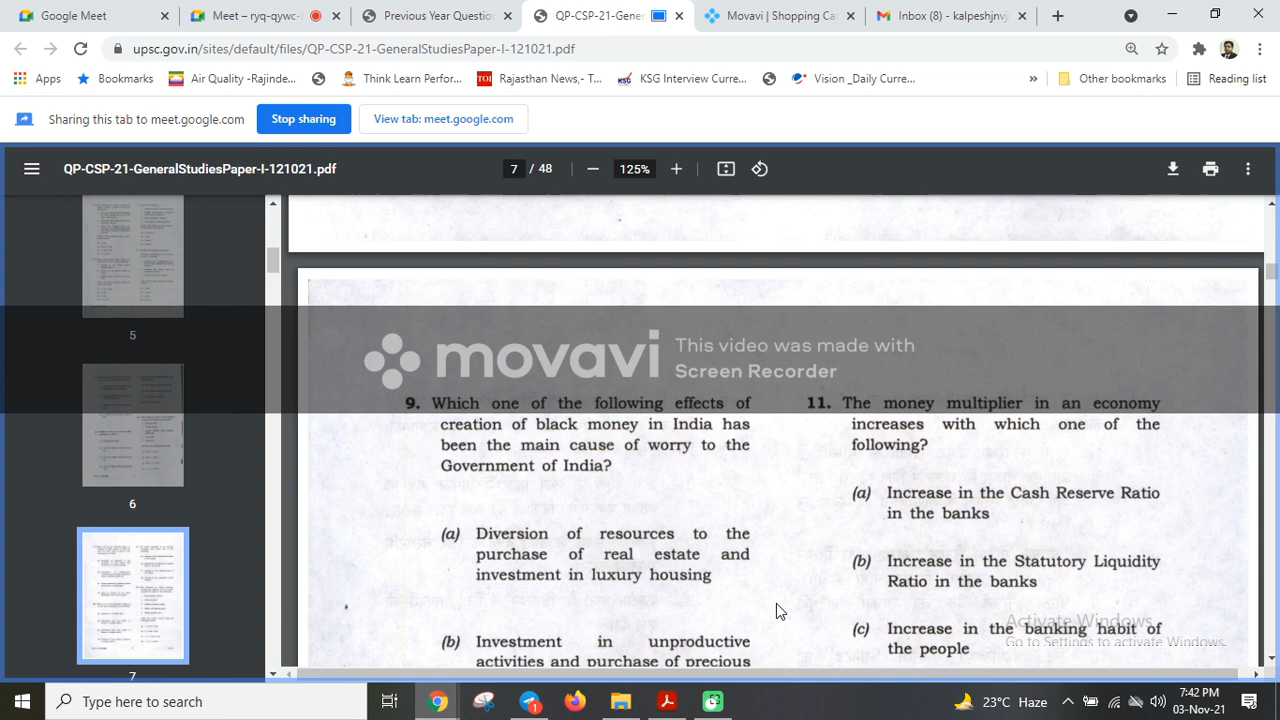 Google Meet
Meet – ryq-qywc-
Previous Year Question
QP-CSP-21-Gene
Movavi | Shopping Ca
Inbox (8) - kalpeshjnvj
upsc.gov.in/sites/default/files/QP-CSP-21-GeneralStudiesPaper-I-121021.pdf
Apps
Bookmarks
Air Quality -Rajinda...
Think Learn Perfor...
TOI
Rajasthan News,- T...
KSG
KSG Interview Curre...
Vision _Daily Curre...
»
Other bookmarks
Reading list
Sharing this tab to meet.google.com
Stop sharing
View tab: meet.google.com
QP-CSP-21-GeneralStudiesPaper-I-121021.pdf
7 / 48
125%
5
6
7
movavi
This video was made with
Screen Recorder
9. Which one of the following effects of
creation of black money in India has
been the main cause of worry to the
Government of India?
(a) Diversion of resources to the
purchase of real estate and
investment in luxury housing
(b) Investment in unproductive
activities and purchase of precious
11. The money multiplier in an economy
increases with which one of the
following?
(a) Increase in the Cash Reserve Ratio
in the banks
(b) Increase in the Statutory Liquidity
Ratio in the banks
(c) Increase in the banking habit of
the people
Activate Windows
Go to Settings to activate Windows.
Type here to search
1
23°C Haze
7:42 PM
03-Nov-21